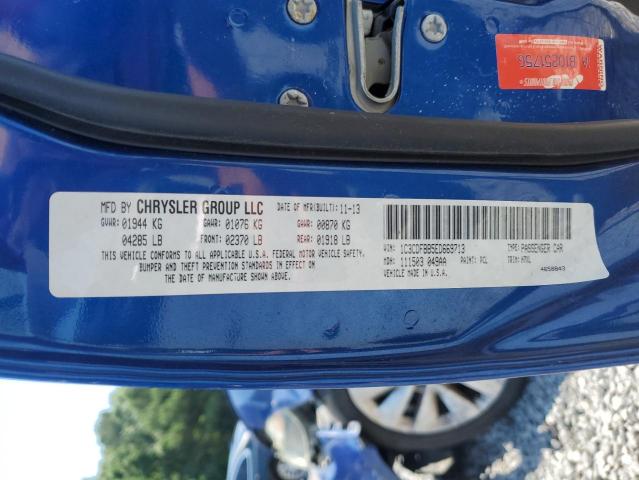 IA B10251756
MFD BY CHRYSLER GROUP LLC DATE OF MFR(BUILT): 11-13
GVWR: 01944 KG GAWR: 01076 KG GAWR: 00870 KG
04285 LB FRONT: 02370 LB REAR: 01918 LB
THIS VEHICLE CONFORMS TO ALL APPLICABLE U.S.A. FEDERAL MOTOR VEHICLE SAFETY,
BUMPER AND THEFT PREVENTION STANDARDS IN EFFECT ON
THE DATE OF MANUFACTURE SHOWN ABOVE.
VIN: 1C3CDFBB5ED669713 TYPE: PASSENGER CAR
MDH: 111503 049AA PAINT: PCL TRIM:
MADE IN U.S.A.